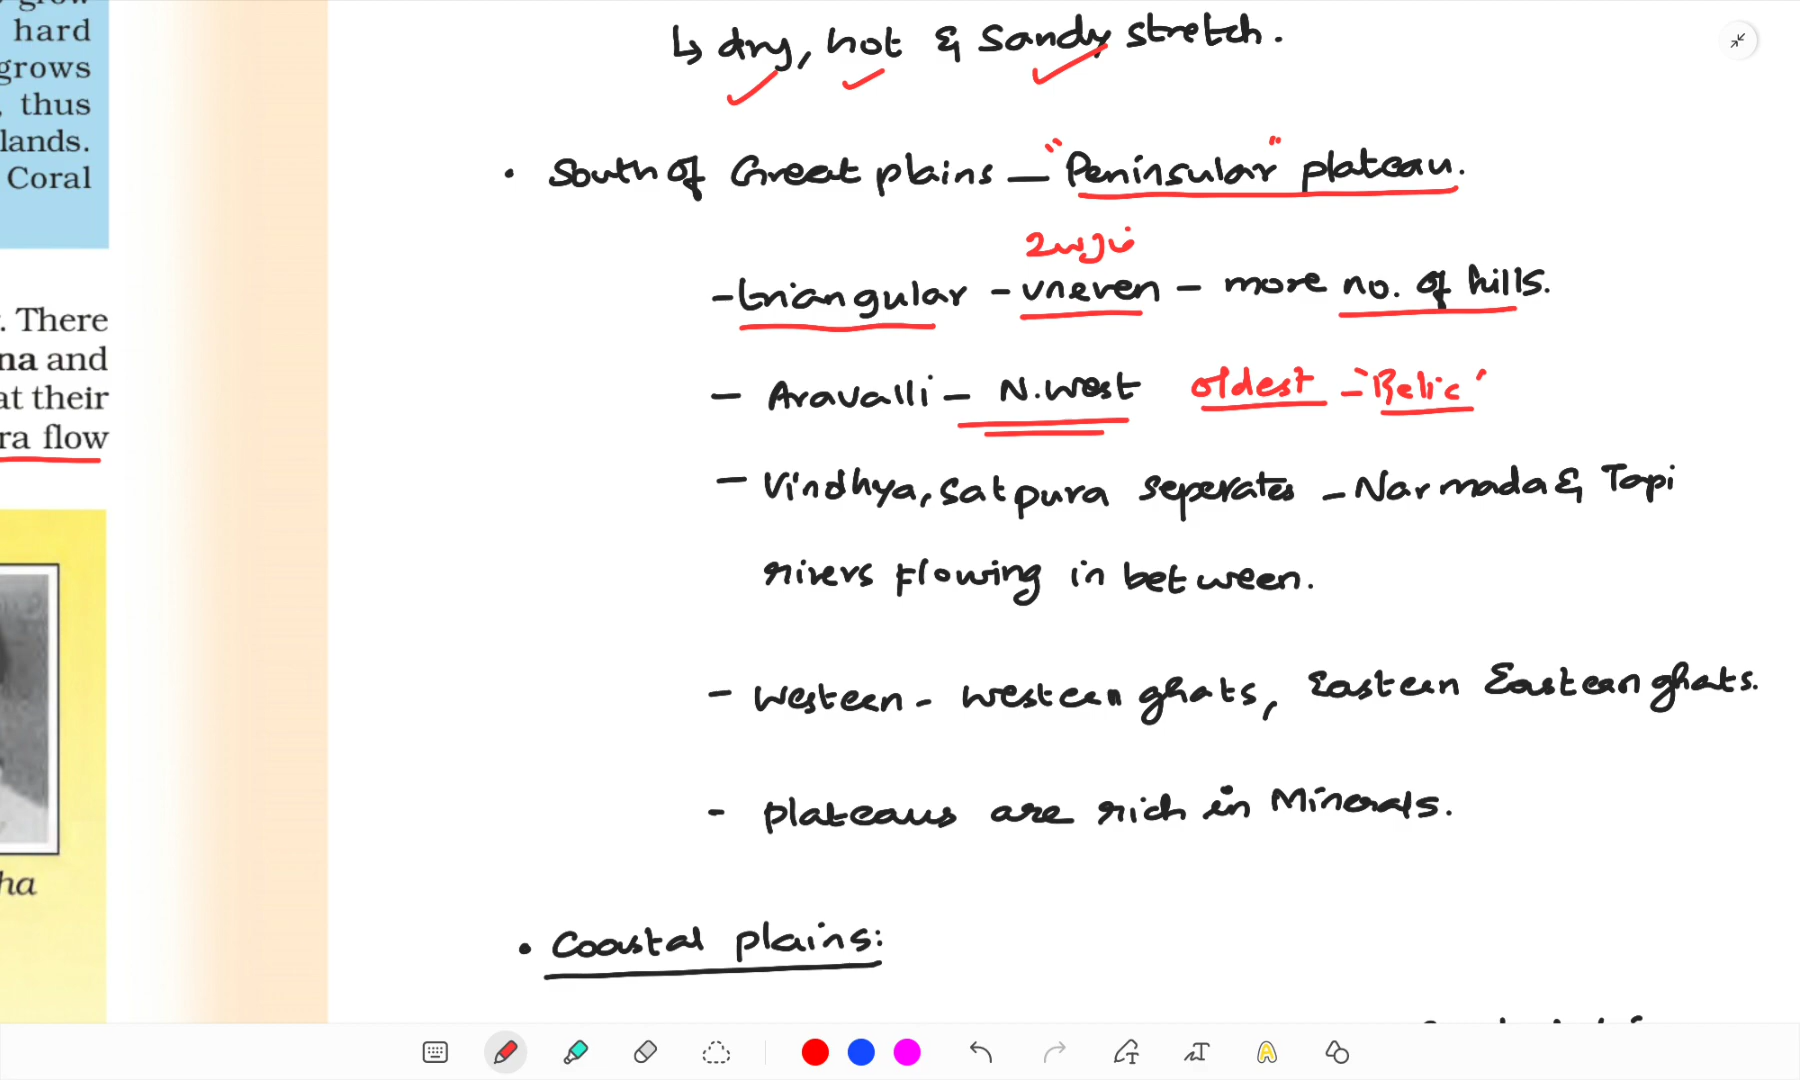 grow
hard
grows
, thus
lands.
Coral
. There
na and
at their
ra flow
ha
↳ dry, hot & sandy stretch.
• South of Great plains — "Peninsular" plateau.
- triangular - uneven - more no. of hills.
- Aravalli - N.West oldest - 'Relic'
- Vindhya, Satpura seperates - Narmada & Tapi
rivers flowing in between.
- Western - Western ghats, Eastern Eastern ghats.
- plateaus are rich in Minerals.
• Coastal plains: